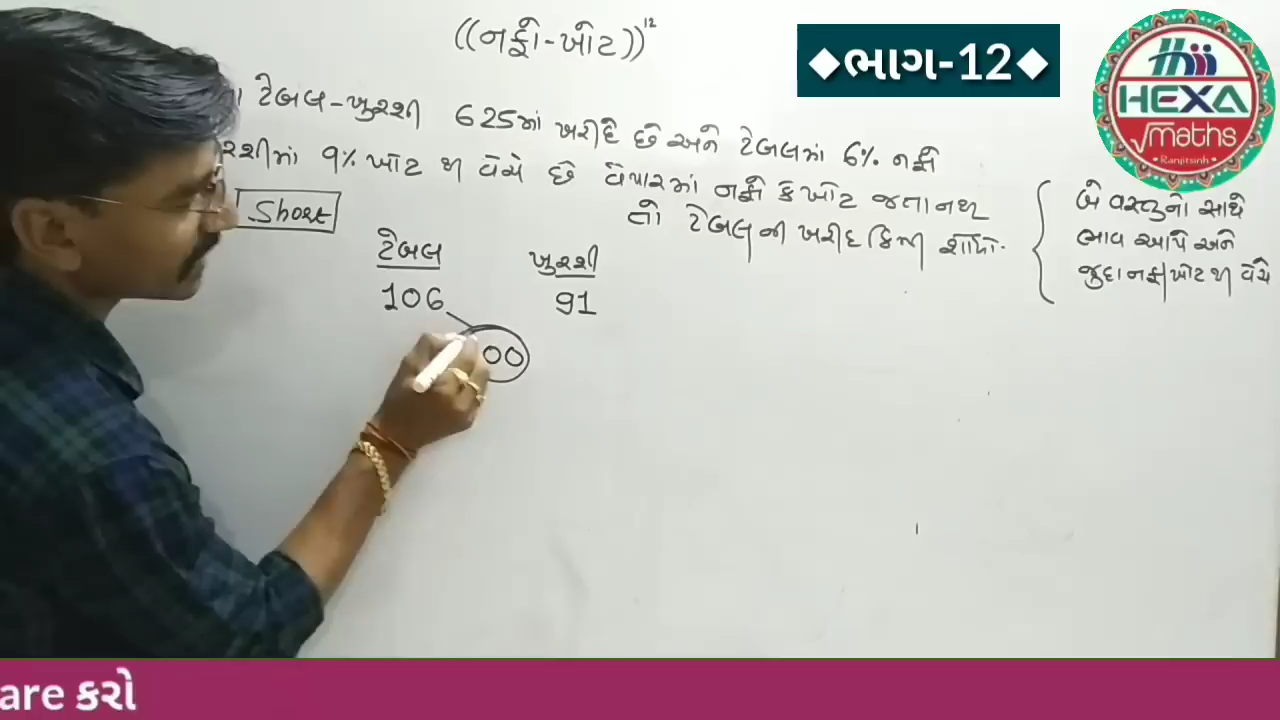 ((નફો-ખોટ))¹²
◆ભાગ-12◆
HEXA
√maths
Ranjitsinh
ટેબલ-ખુરશી 625માં ખરીદે છે અને ટેબલમાં 6% નફો
રશીમાં 9% ખોટ થી વેચે છે વેપારમાં નફો કે ખોટ જતા નથી
તો ટેબલની ખરીદ કિંમત શોધો.
બે વસ્તુનો સાથે
ભાવ આપે અને
જુદા નફા/ખોટ થી વેચે
Short
ટેબલ ખુરશી
106 91
00
are કરો